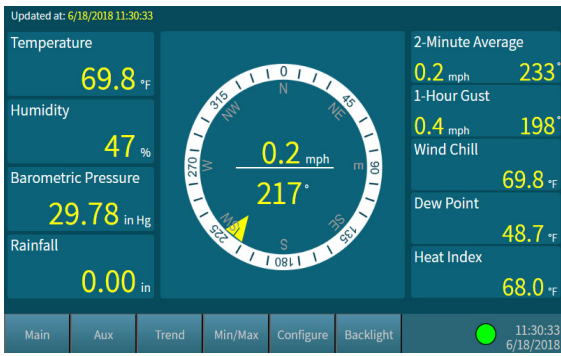 Updated at: 6/18/2018 11:30:33
Temperature
69.8 °F
Humidity
47 %
Barometric Pressure
29.78 in Hg
Rainfall
0.00 in
0
N
45
NE
m
90
SE
135
S
180
SW
225
W
270
NW
315
0.2 mph
217°
2-Minute Average
0.2 mph 233°
1-Hour Gust
0.4 mph 198°
Wind Chill
69.8 °F
Dew Point
48.7 °F
Heat Index
68.0 °F
Main Aux Trend Min/Max Configure Backlight
11:30:33
6/18/2018